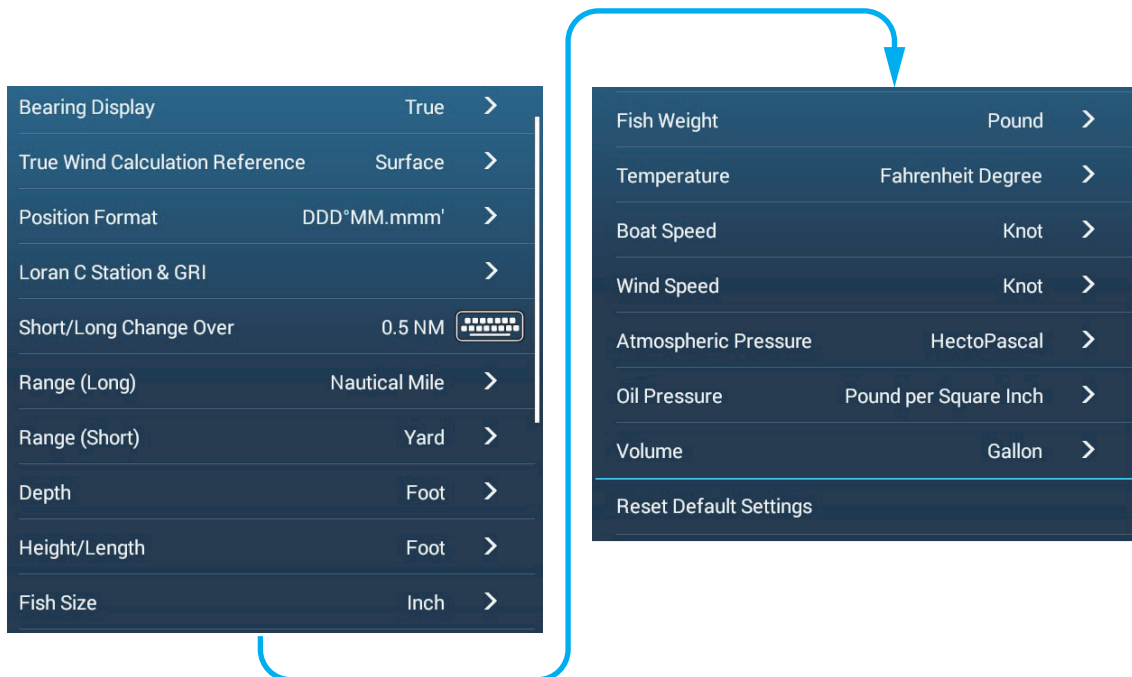 Bearing Display True
True Wind Calculation Reference Surface
Position Format DDD°MM.mmm'
Loran C Station & GRI
Short/Long Change Over 0.5 NM
Range (Long) Nautical Mile
Range (Short) Yard
Depth Foot
Height/Length Foot
Fish Size Inch
Fish Weight Pound
Temperature Fahrenheit Degree
Boat Speed Knot
Wind Speed Knot
Atmospheric Pressure HectoPascal
Oil Pressure Pound per Square Inch
Volume Gallon
Reset Default Settings